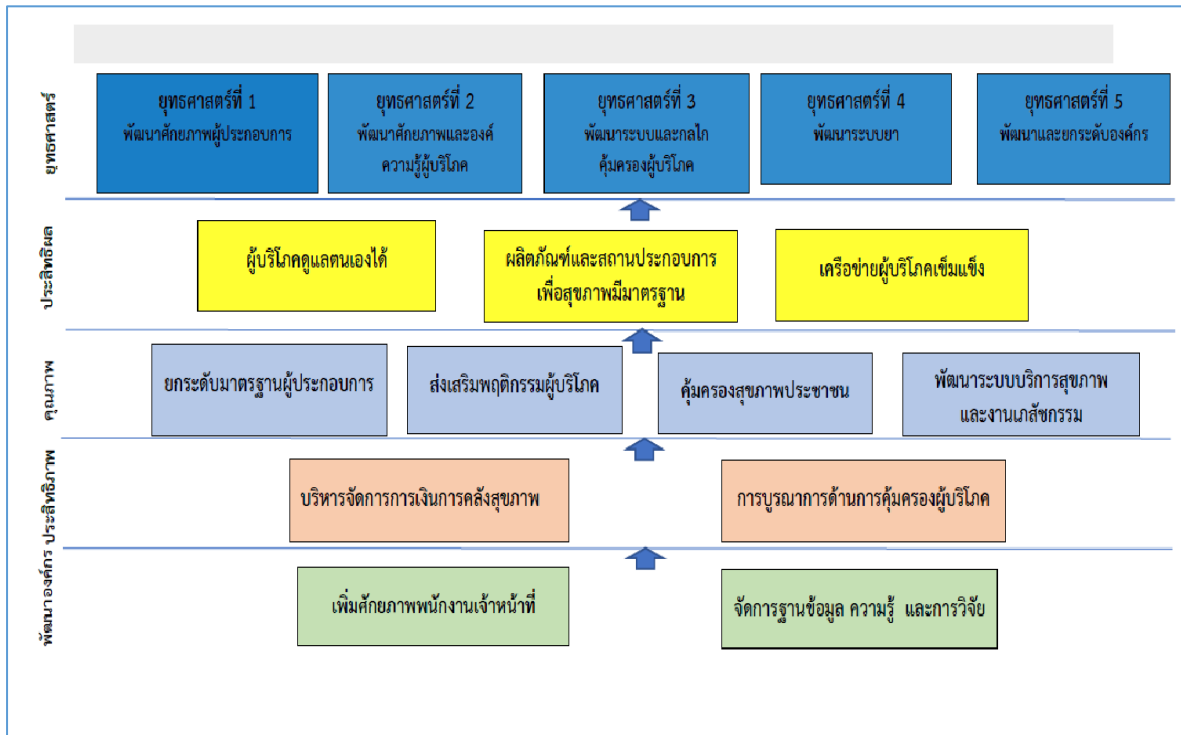 ยุทธศาสตร์
ยุทธศาสตร์ที่ 1
พัฒนาศักยภาพผู้ประกอบการ
ยุทธศาสตร์ที่ 2
พัฒนาศักยภาพและองค์
ความรู้ผู้บริโภค
ยุทธศาสตร์ที่ 3
พัฒนาระบบและกลไก
คุ้มครองผู้บริโภค
ยุทธศาสตร์ที่ 4
พัฒนาระบบยา
ยุทธศาสตร์ที่ 5
พัฒนาและยกระดับองค์กร
ประสิทธิผล
ผู้บริโภคดูแลตนเองได้
ผลิตภัณฑ์และสถานประกอบการ
เพื่อสุขภาพมีมาตรฐาน
เครือข่ายผู้บริโภคเข็มแข็ง
คุณภาพ
ยกระดับมาตรฐานผู้ประกอบการ
ส่งเสริมพฤติกรรมผู้บริโภค
คุ้มครองสุขภาพประชาชน
พัฒนาระบบบริการสุขภาพ
และงานเภสัชกรรม
ประสิทธิภาพ
บริหารจัดการการเงินการคลังสุขภาพ
การบูรณาการด้านการคุ้มครองผู้บริโภค
พัฒนาองค์กร
เพิ่มศักยภาพพนักงานเจ้าหน้าที่
จัดการฐานข้อมูล ความรู้ และการวิจัย